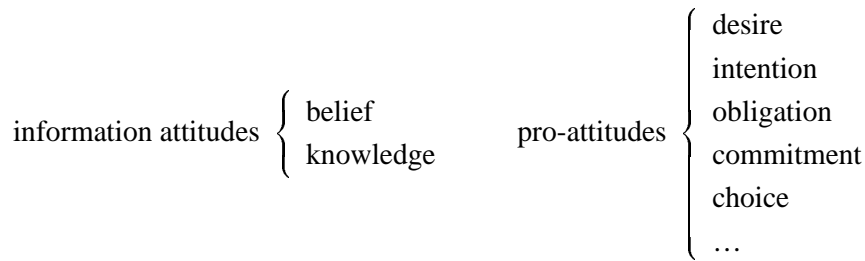 information attitudes
belief
knowledge
pro-attitudes
desire
intention
obligation
commitment
choice
…